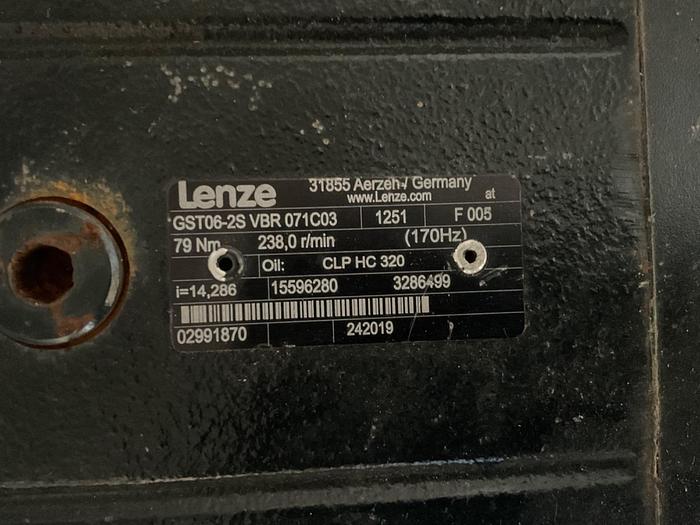 Lenze 31855 Aerzen / Germany
www.Lenze.com at
GST06-2S VBR 071C03 1251 F 005
79 Nm 238,0 r/min (170Hz)
Oil: CLP HC 320
i=14,286 15596280 3286499
02991870 242019